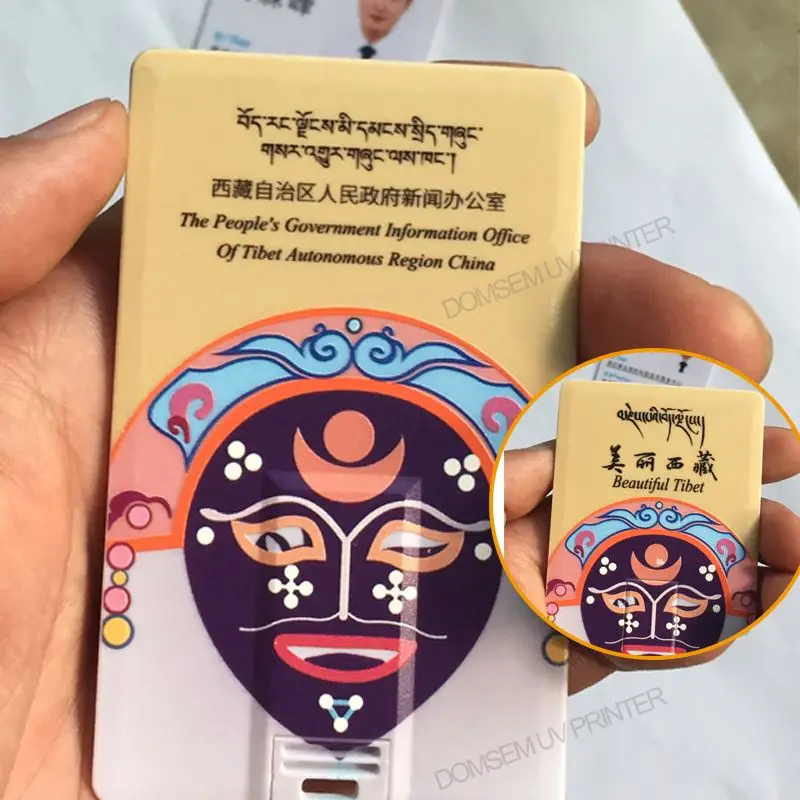 བོད་རང་ལྗོངས་མི་དམངས་སྲིད་གཞུང་
གསར་འགྱུར་གཞུང་ལས་ཁང་།
西藏自治区人民政府新闻办公室
The People's Government Information Office
Of Tibet Autonomous Region China
DOMSEM UV PRINTER
美丽西藏
Beautiful Tibet
DOMSEM UV PRINTER